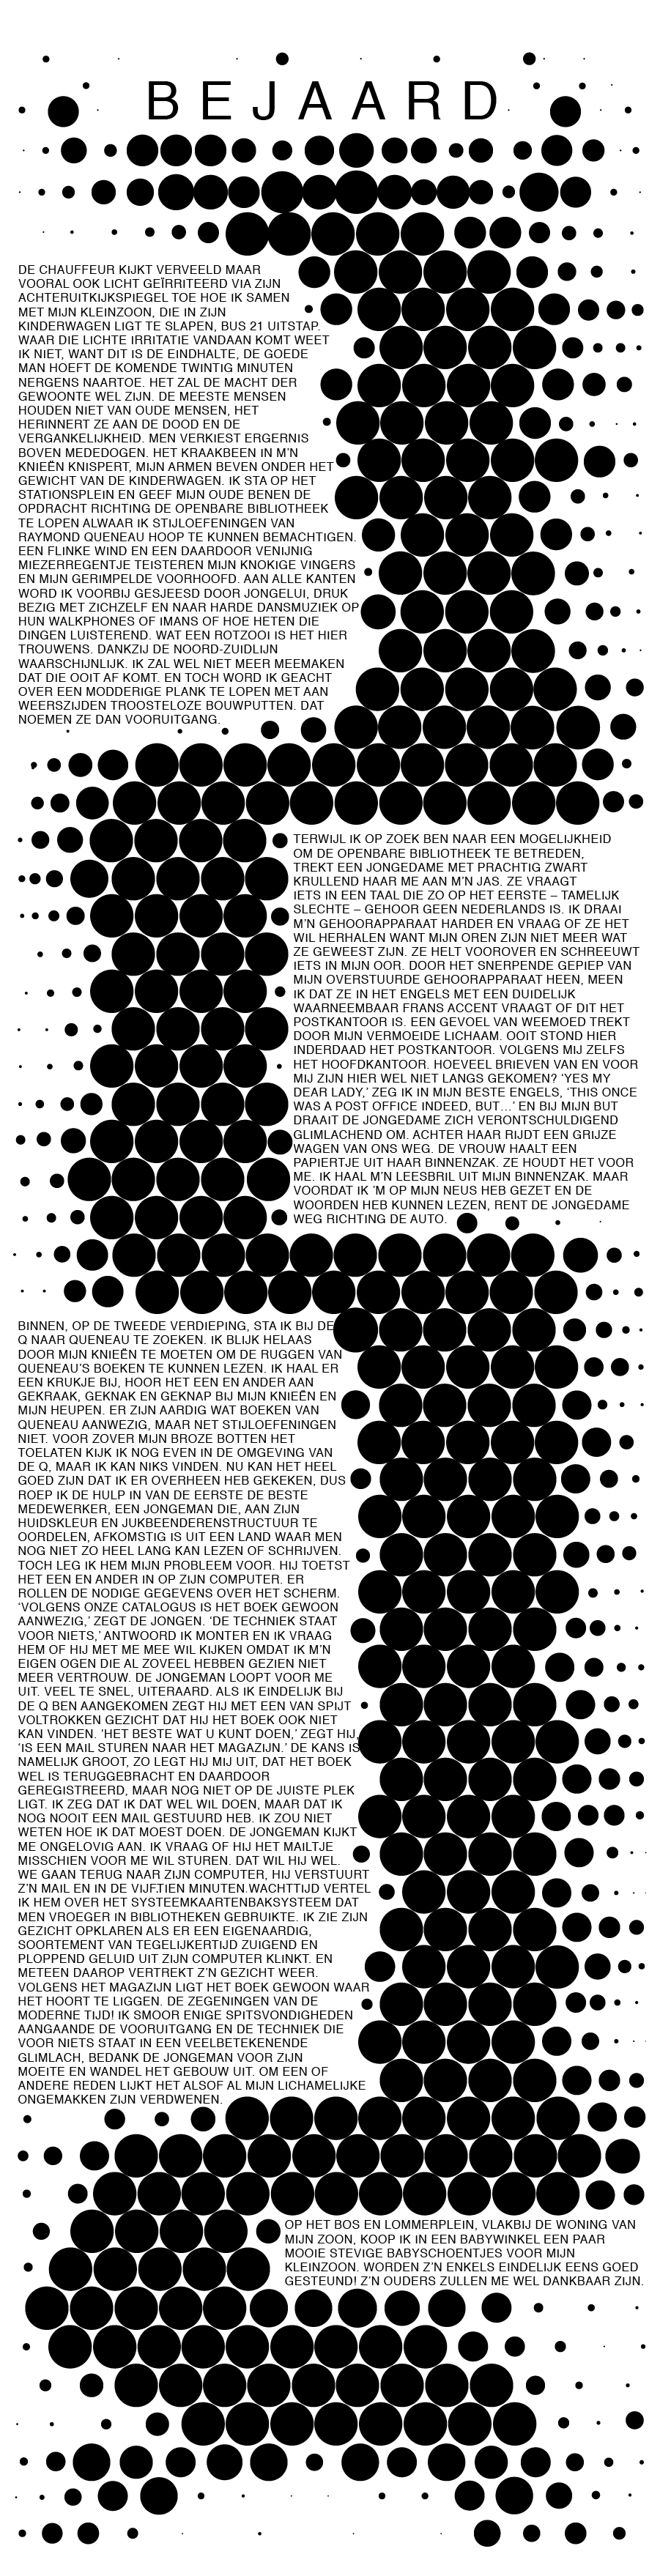 BEJAARD
DE CHAUFFEUR KIJKT VERVEELD MAAR
VOORAL OOK LICHT GEÏRRITEERD VIA ZIJN
ACHTERUITKIJKSPIEGEL TOE HOE IK SAMEN
MET MIJN KLEINZOON, DIE IN ZIJN
KINDERWAGEN LIGT TE SLAPEN, BUS 21 UITSTAP.
WAAR DIE LICHTE IRRITATIE VANDAAN KOMT WEET
IK NIET, WANT DIT IS DE EINDHALTE, DE GOEDE
MAN HOEFT DE KOMENDE TWINTIG MINUTEN
NERGENS NAARTOE. HET ZAL DE MACHT DER
GEWOONTE WEL ZIJN. DE MEESTE MENSEN
HOUDEN NIET VAN OUDE MENSEN, HET
HERINNERT ZE AAN DE DOOD EN DE
VERGANKELIJKHEID. MEN VERKIEST ERGERNIS
BOVEN MEDEDOGEN. HET KRAAKBEEN IN M'N
KNIEËN KNISPERT, MIJN ARMEN BEVEN ONDER HET
GEWICHT VAN DE KINDERWAGEN. IK STA OP HET
STATIONSPLEIN EN GEEF MIJN OUDE BENEN DE
OPDRACHT RICHTING DE OPENBARE BIBLIOTHEEK
TE LOPEN ALWAAR IK STIJLOEFENINGEN VAN
RAYMOND QUENEAU HOOP TE KUNNEN BEMACHTIGEN.
EEN FLINKE WIND EN EEN DAARDOOR VENIJNIG
MIEZERREGENTJE TEISTEREN MIJN KNOKIGE VINGERS
EN MIJN GERIMPELDE VOORHOOFD. AAN ALLE KANTEN
WORD IK VOORBIJ GESJEESD DOOR JONGELUI, DRUK
BEZIG MET ZICHZELF EN NAAR HARDE DANSMUZIEK OP
HUN WALKPHONES OF IMANS OF HOE HETEN DIE
DINGEN LUISTEREND. WAT EEN ROTZOOI IS HET HIER
TROUWENS. DANKZIJ DE NOORD-ZUIDLIJN
WAARSCHIJNLIJK. IK ZAL WEL NIET MEER MEEMAKEN
DAT DIE OOIT AF KOMT. EN TOCH WORD IK GEACHT
OVER EEN MODDERIGE PLANK TE LOPEN MET AAN
WEERSZIJDEN TROOSTELOZE BOUWPUTTEN. DAT
NOEMEN ZE DAN VOORUITGANG.
TERWIJL IK OP ZOEK BEN NAAR EEN MOGELIJKHEID
OM DE OPENBARE BIBLIOTHEEK TE BETREDEN,
TREKT EEN JONGEDAME MET PRACHTIG ZWART
KRULLEND HAAR ME AAN M'N JAS. ZE VRAAGT
IETS IN EEN TAAL DIE ZO OP HET EERSTE – TAMELIJK
SLECHTE – GEHOOR GEEN NEDERLANDS IS. IK DRAAI
M'N GEHOORAPPARAAT HARDER EN VRAAG OF ZE HET
WIL HERHALEN WANT MIJN OREN ZIJN NIET MEER WAT
ZE GEWEEST ZIJN. ZE HELT VOOROVER EN SCHREEUWT
IETS IN MIJN OOR. DOOR HET SNERPENDE GEPIEP VAN
MIJN OVERSTUURDE GEHOORAPPARAAT HEEN, MEEN
IK DAT ZE IN HET ENGELS MET EEN DUIDELIJK
WAARNEEMBAAR FRANS ACCENT VRAAGT OF DIT HET
POSTKANTOOR IS. EEN GEVOEL VAN WEEMOED TREKT
DOOR MIJN VERMOEIDE LICHAAM. OOIT STOND HIER
INDERDAAD HET POSTKANTOOR. VOLGENS MIJ ZELFS
HET HOOFDKANTOOR. HOEVEEL BRIEVEN VAN EN VOOR
MIJ ZIJN HIER WEL NIET LANGS GEKOMEN? 'YES MY
DEAR LADY,' ZEG IK IN MIJN BESTE ENGELS, 'THIS ONCE
WAS A POST OFFICE INDEED, BUT...' EN BIJ MIJN BUT
DRAAIT DE JONGEDAME ZICH VERONTSCHULDIGEND
GLIMLACHEND OM. ACHTER HAAR RIJDT EEN GRIJZE
WAGEN VAN ONS WEG. DE VROUW HAALT EEN
PAPIERTJE UIT HAAR BINNENZAK. ZE HOUDT HET VOOR
ME. IK HAAL M'N LEESBRIL UIT MIJN BINNENZAK. MAAR
VOORDAT IK 'M OP MIJN NEUS HEB GEZET EN DE
WOORDEN HEB KUNNEN LEZEN, RENT DE JONGEDAME
WEG RICHTING DE AUTO.
BINNEN, OP DE TWEEDE VERDIEPING, STA IK BIJ DE
Q NAAR QUENEAU TE ZOEKEN. IK BLIJK HELAAS
DOOR MIJN KNIEËN TE MOETEN OM DE RUGGEN VAN
QUENEAU'S BOEKEN TE KUNNEN LEZEN. IK HAAL ER
EEN KRUKJE BIJ, HOOR HET EEN EN ANDER AAN
GEKRAAK, GEKNAK EN GEKNAP BIJ MIJN KNIEËN EN
MIJN HEUPEN. ER ZIJN AARDIG WAT BOEKEN VAN
QUENEAU AANWEZIG, MAAR NET STIJLOEFENINGEN
NIET. VOOR ZOVER MIJN BROZE BOTTEN HET
TOELATEN KIJK IK NOG EVEN IN DE OMGEVING VAN
DE Q, MAAR IK KAN NIKS VINDEN. NU KAN HET HEEL
GOED ZIJN DAT IK ER OVERHEEN HEB GEKEKEN, DUS
ROEP IK DE HULP IN VAN DE EERSTE DE BESTE
MEDEWERKER, EEN JONGEMAN DIE, AAN ZIJN
HUIDSKLEUR EN JUKBEENDERENSTRUCTUUR TE
OORDELEN, AFKOMSTIG IS UIT EEN LAND WAAR MEN
NOG NIET ZO HEEL LANG KAN LEZEN OF SCHRIJVEN.
TOCH LEG IK HEM MIJN PROBLEEM VOOR. HIJ TOETST
HET EEN EN ANDER IN OP ZIJN COMPUTER. ER
ROLLEN DE NODIGE GEGEVENS OVER HET SCHERM.
'VOLGENS ONZE CATALOGUS IS HET BOEK GEWOON
AANWEZIG,' ZEGT DE JONGEN. 'DE TECHNIEK STAAT
VOOR NIETS,' ANTWOORD IK MONTER EN IK VRAAG
HEM OF HIJ MET ME MEE WIL KIJKEN OMDAT IK M'N
EIGEN OGEN DIE AL ZOVEEL HEBBEN GEZIEN NIET
MEER VERTROUW. DE JONGEMAN LOOPT VOOR ME
UIT. VEEL TE SNEL, UITERAARD. ALS IK EINDELIJK BIJ
DE Q BEN AANGEKOMEN ZEGT HIJ MET EEN VAN SPIJT
VOLTROKKEN GEZICHT DAT HIJ HET BOEK OOK NIET
KAN VINDEN. 'HET BESTE WAT U KUNT DOEN,' ZEGT HIJ,
'IS EEN MAIL STUREN NAAR HET MAGAZIJN.' DE KANS IS
NAMELIJK GROOT, ZO LEGT HIJ MIJ UIT, DAT HET BOEK
WEL IS TERUGGEBRACHT EN DAARDOOR
GEREGISTREERD, MAAR NOG NIET OP DE JUISTE PLEK
LIGT. IK ZEG DAT IK DAT WEL WIL DOEN, MAAR DAT IK
NOG NOOIT EEN MAIL GESTUURD HEB. IK ZOU NIET
WETEN HOE IK DAT MOEST DOEN. DE JONGEMAN KIJKT
ME ONGELOVIG AAN. IK VRAAG OF HIJ HET MAILTJE
MISSCHIEN VOOR ME WIL STUREN. DAT WIL HIJ WEL.
WE GAAN TERUG NAAR ZIJN COMPUTER, HIJ VERSTUURT
Z'N MAIL EN IN DE VIJFTIEN MINUTEN WACHTTIJD VERTEL
IK HEM OVER HET SYSTEEMKAARTENBAKSYSTEEM DAT
MEN VROEGER IN BIBLIOTHEKEN GEBRUIKTE. IK ZIE ZIJN
GEZICHT OPKLAREN ALS ER EEN EIGENAARDIG,
SOORTEMENT VAN TEGELIJKERTIJD ZUIGEND EN
PLOPPEND GELUID UIT ZIJN COMPUTER KLINKT. EN
METEEN DAAROP VERTREKT Z'N GEZICHT WEER.
VOLGENS HET MAGAZIJN LIGT HET BOEK GEWOON WAAR
HET HOORT TE LIGGEN. DE ZEGENINGEN VAN DE
MODERNE TIJD! IK SMOOR ENIGE SPITSVONDIGHEDEN
AANGAANDE DE VOORUITGANG EN DE TECHNIEK DIE
VOOR NIETS STAAT IN EEN VEELBETEKENENDE
GLIMLACH, BEDANK DE JONGEMAN VOOR ZIJN
MOEITE EN WANDEL HET GEBOUW UIT. OM EEN OF
ANDERE REDEN LIJKT HET ALSOF AL MIJN LICHAMELIJKE
ONGEMAKKEN ZIJN VERDWENEN.
OP HET BOS EN LOMMERPLEIN, VLAKBIJ DE WONING VAN
MIJN ZOON, KOOP IK IN EEN BABYWINKEL EEN PAAR
MOOIE STEVIGE BABYSCHOENTJES VOOR MIJN
KLEINZOON. WORDEN Z'N ENKELS EINDELIJK EENS GOED
GESTEUND! Z'N OUDERS ZULLEN ME WEL DANKBAAR ZIJN.